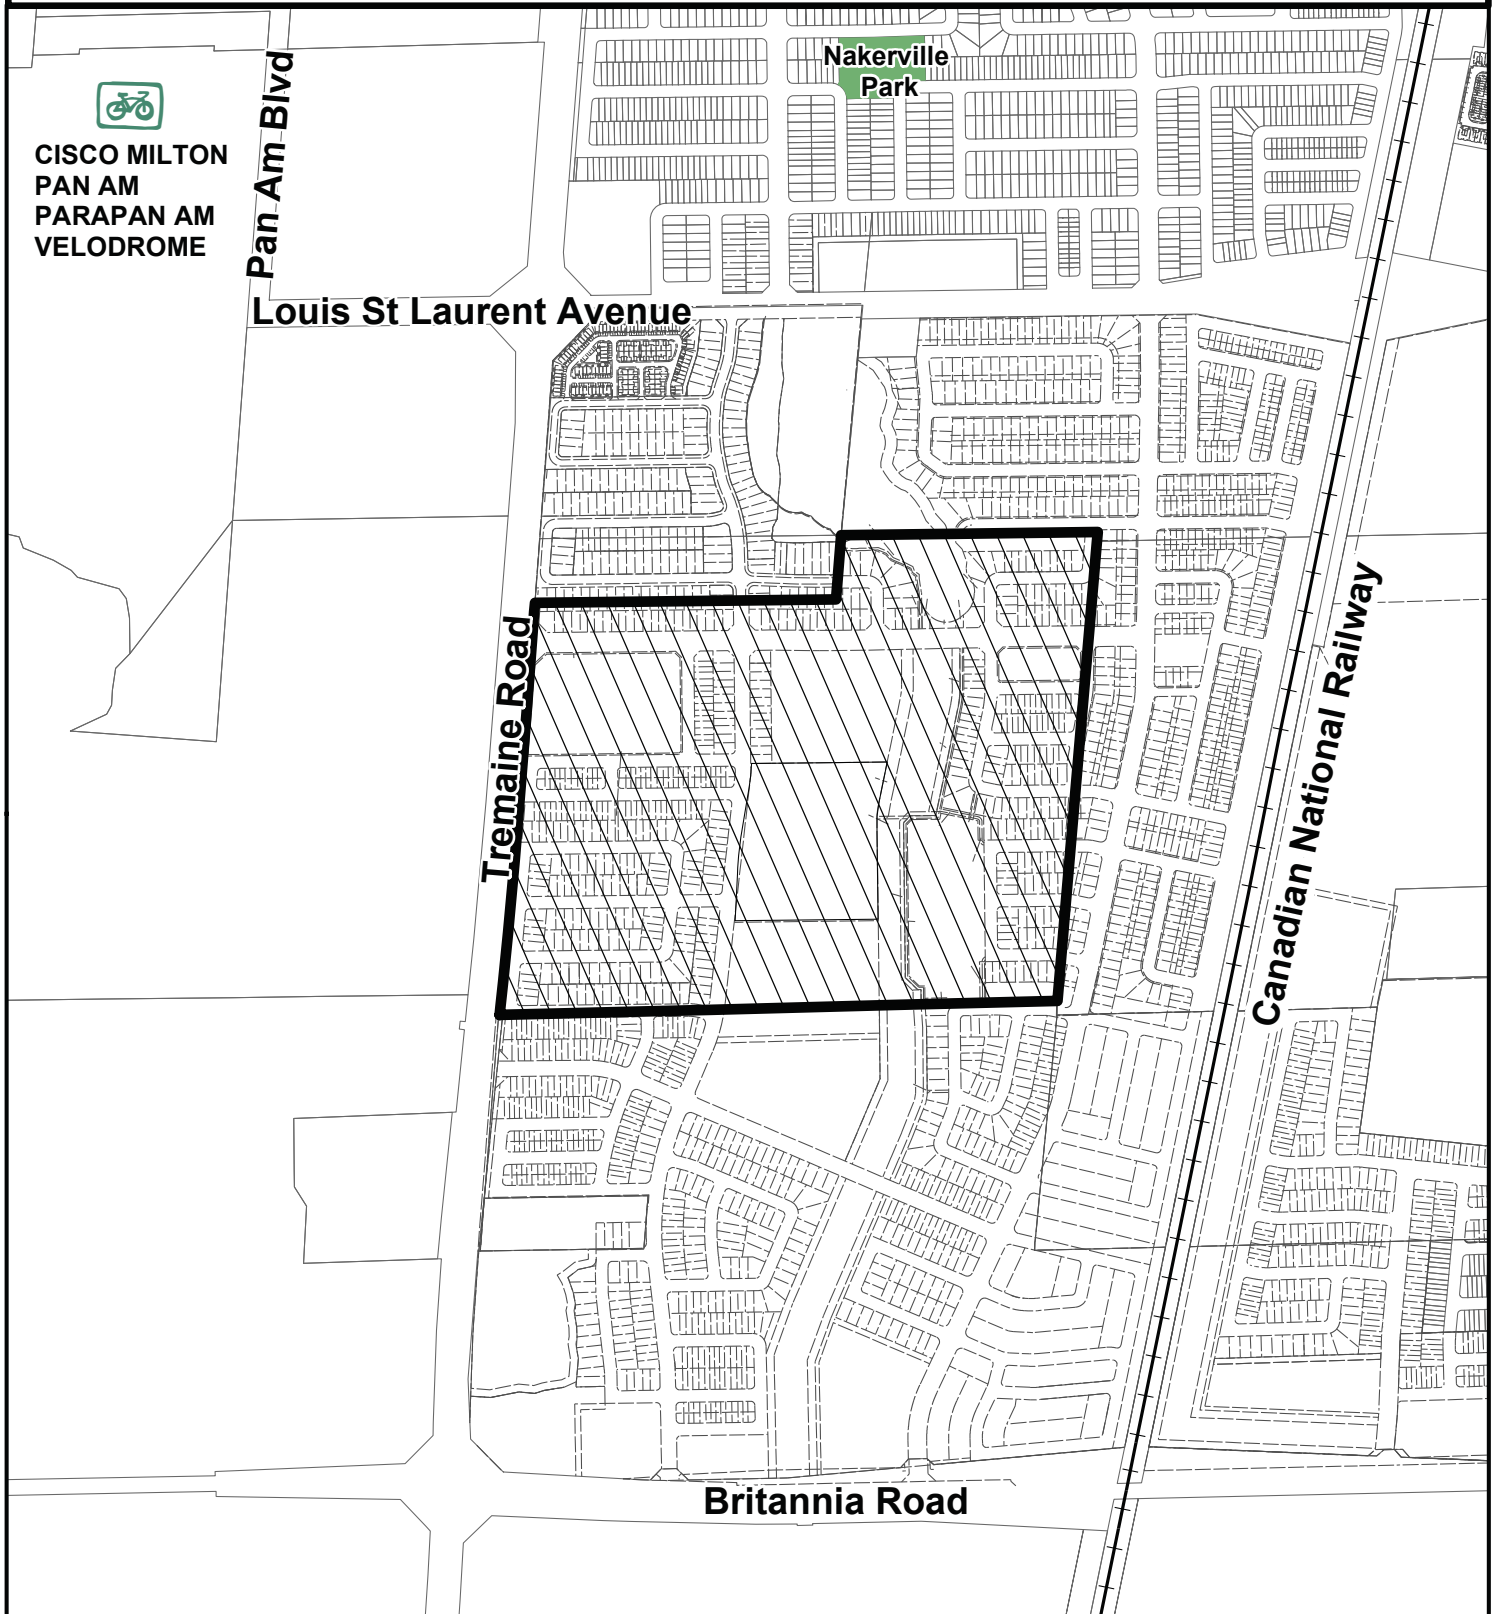 Nakerville
Park
Pan Am Blvd
CISCO MILTON
PAN AM
PARAPAN AM
VELODROME
Louis St Laurent Avenue
Tremaine Road
Canadian National Railway
Britannia Road